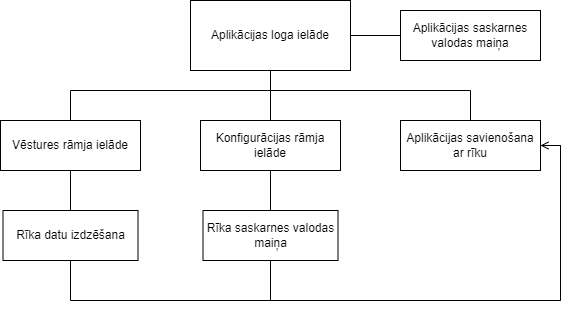 Aplikācijas loga ielāde
Aplikācijas saskarnes
valodas maiņa
Vēstures rāmja ielāde
Konfigurācijas rāmja
ielāde
Aplikācijas savienošana
ar rīku
Rīka datu izdzēšana
Rīka saskarnes valodas
maiņa